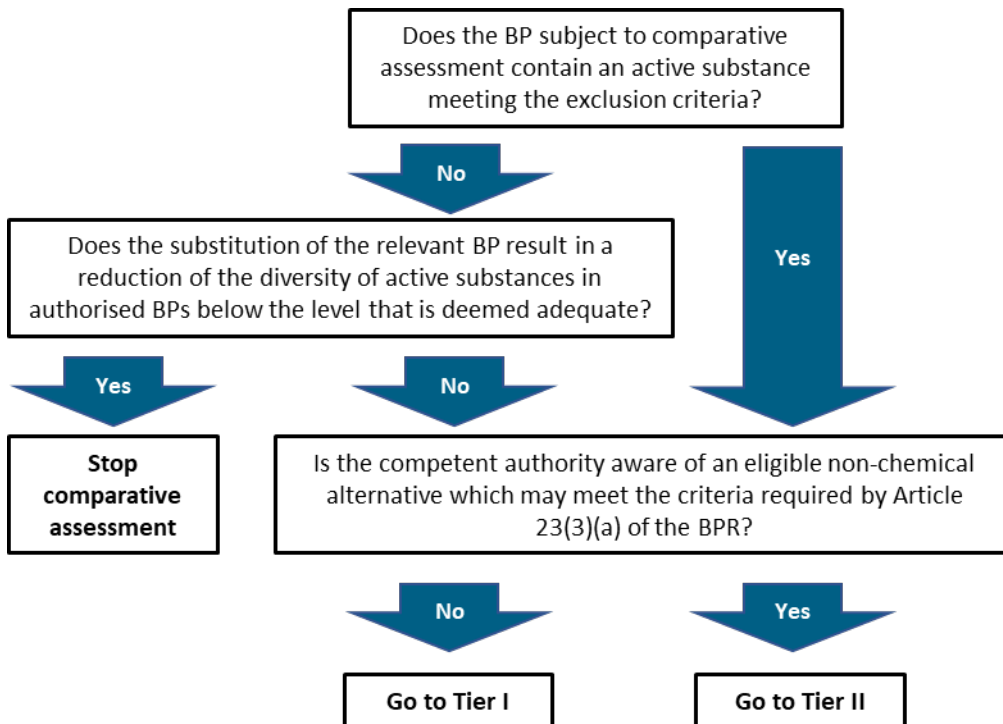 Does the BP subject to comparative
assessment contain an active substance
meeting the exclusion criteria?
No
Yes
Does the substitution of the relevant BP result in a
reduction of the diversity of active substances in
authorised BPs below the level that is deemed adequate?
Yes
No
Stop
comparative
assessment
Is the competent authority aware of an eligible non-chemical
alternative which may meet the criteria required by Article
23(3)(a) of the BPR?
No
Yes
Go to Tier I
Go to Tier II